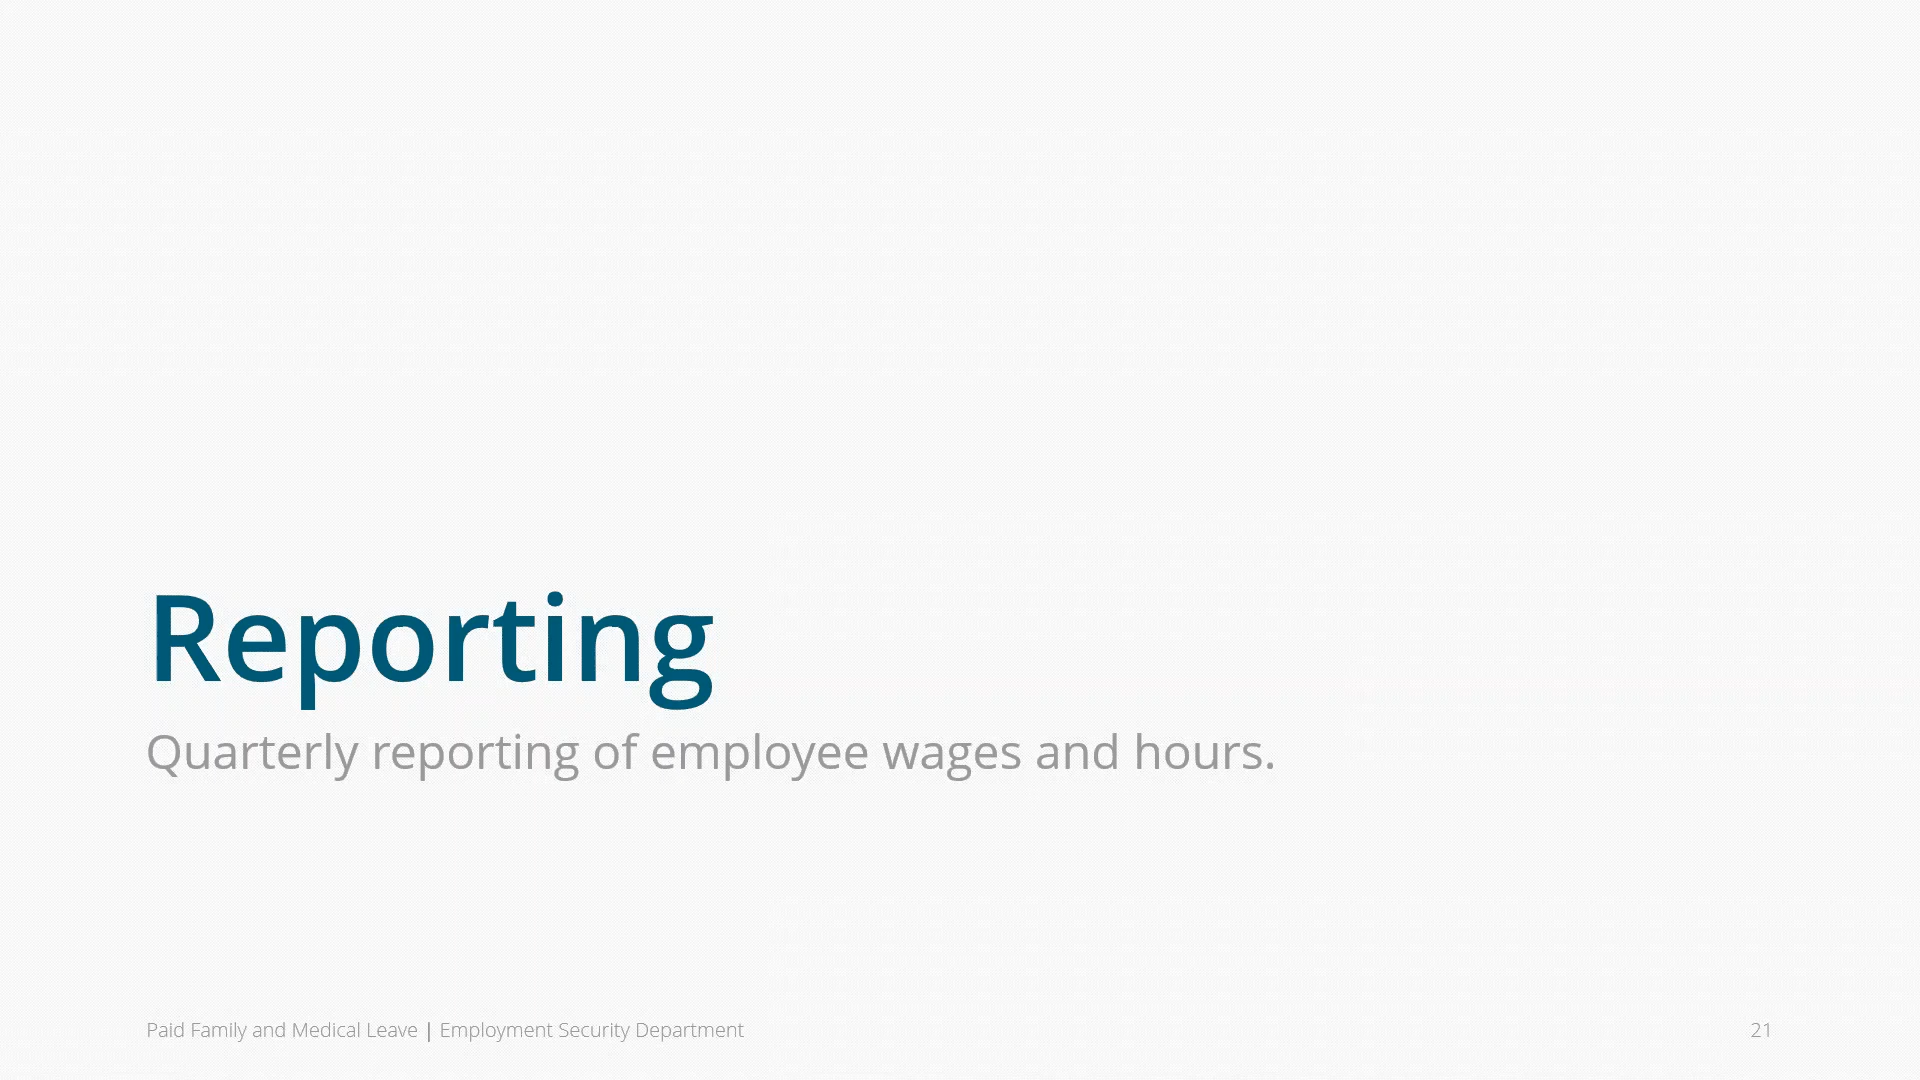 Reporting
Quarterly reporting of employee wages and hours.
Paid Family and Medical Leave | Employment Security Department
21